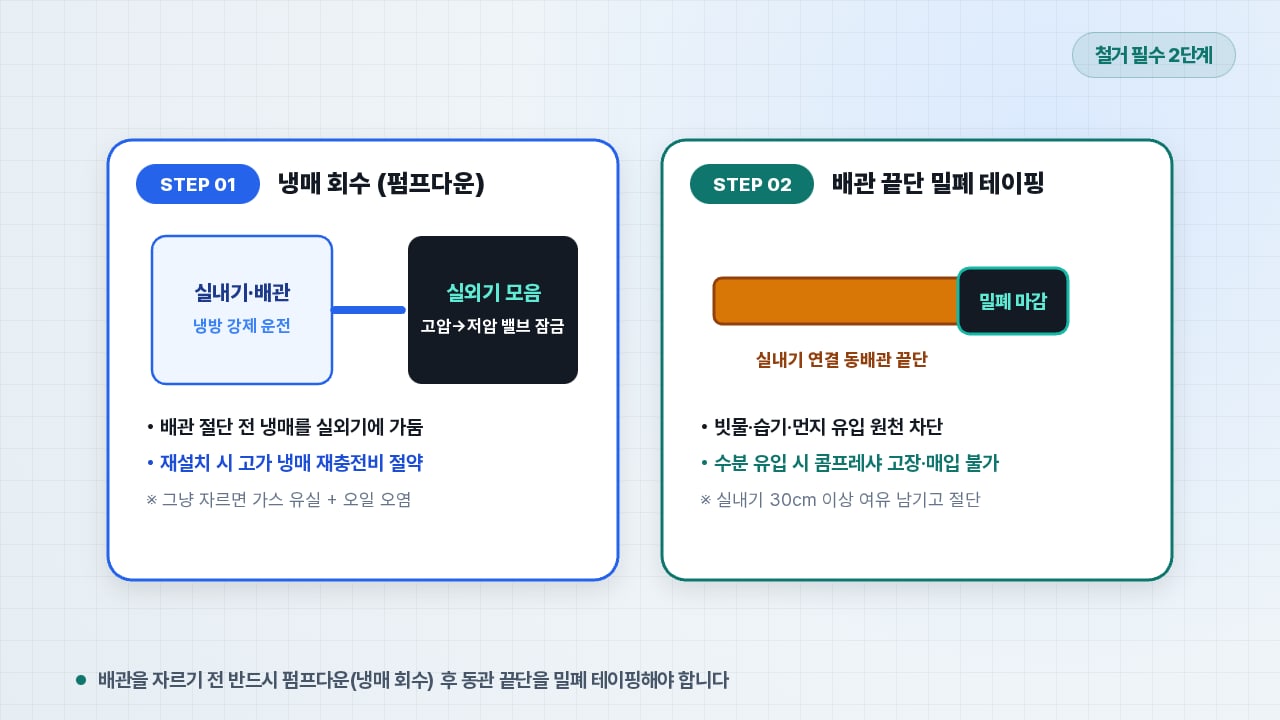 철거 필수 2단계
STEP 01
냉매 회수 (펌프다운)
실내기·배관
냉방 강제 운전
실외기 모음
고압→저압 밸브 잠금
• 배관 절단 전 냉매를 실외기에 가둠
• 재설치 시 고가 냉매 재충전비 절약
※ 그냥 자르면 가스 유실 + 오일 오염
STEP 02
배관 끝단 밀폐 테이핑
밀폐 마감
실내기 연결 동배관 끝단
• 빗물·습기·먼지 유입 원천 차단
• 수분 유입 시 콤프레샤 고장·매입 불가
※ 실내기 30cm 이상 여유 남기고 절단
배관을 자르기 전 반드시 펌프다운(냉매 회수) 후 동관 끝단을 밀폐 테이핑해야 합니다